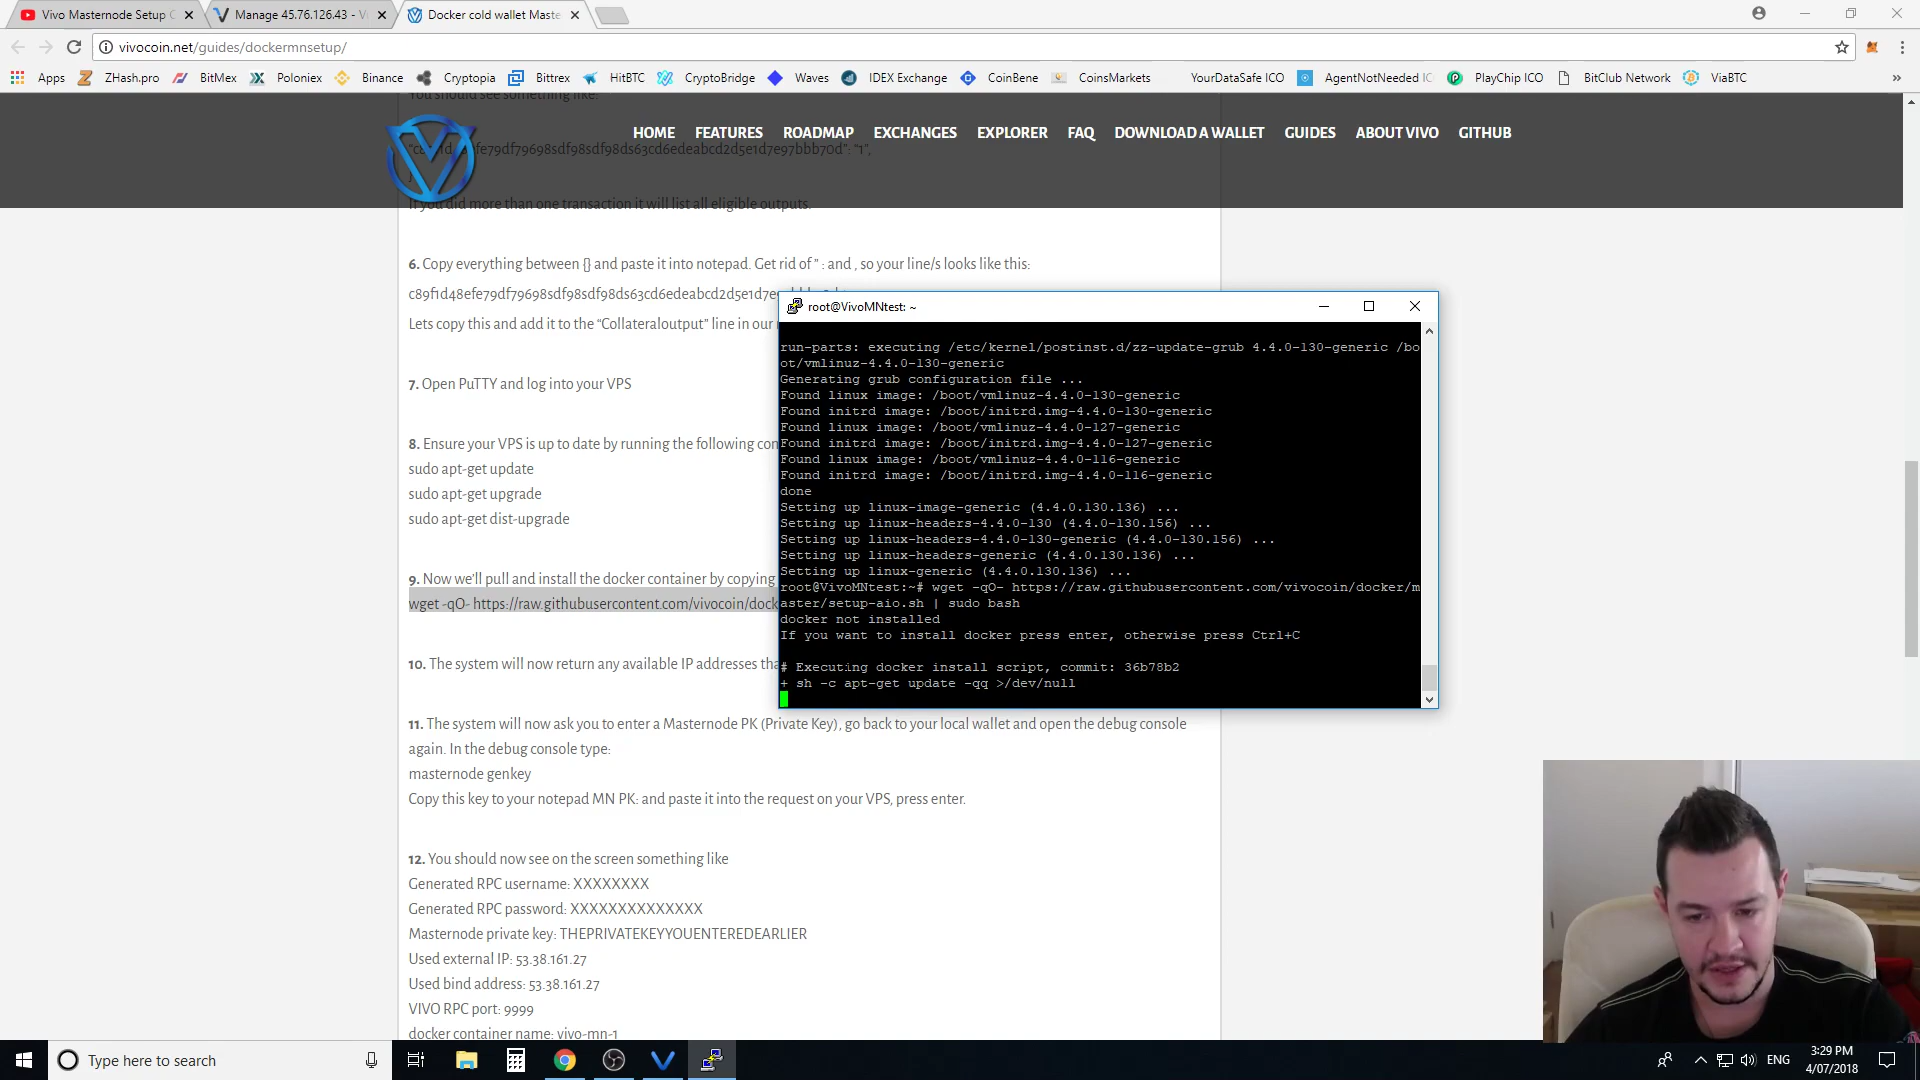 Vivo Masternode Setup
Manage 45.76.126.43 - V
Docker cold wallet Maste
vivocoin.net/guides/dockermnsetup/
Apps
ZHash.pro
BitMex
Poloniex
Binance
Cryptopia
Bittrex
HitBTC
CryptoBridge
Waves
IDEX Exchange
CoinBene
CoinsMarkets
YourDataSafe ICO
AgentNotNeeded IC
PlayChip ICO
BitClub Network
ViaBTC
»
You should see something like:
HOME
FEATURES
ROADMAP
EXCHANGES
EXPLORER
FAQ
DOWNLOAD A WALLET
GUIDES
ABOUT VIVO
GITHUB
If you did more than one transaction it will list all eligible outputs.
6. Copy everything between {} and paste it into notepad. Get rid of " : and , so your line/s looks like this:
c89f1d48efe79df79698sdf98sdf98ds63cd6edeabcd2d5e1d7e
Lets copy this and add it to the “Collateraloutput” line in our
7. Open PuTTY and log into your VPS
8. Ensure your VPS is up to date by running the following con
sudo apt-get update
sudo apt-get upgrade
sudo apt-get dist-upgrade
9. Now we’ll pull and install the docker container by copying
wget -qO- https://raw.githubusercontent.com/vivocoin/dock
10. The system will now return any available IP addresses tha
11. The system will now ask you to enter a Masternode PK (Private Key), go back to your local wallet and open the debug console
again. In the debug console type:
masternode genkey
Copy this key to your notepad MN PK: and paste it into the request on your VPS, press enter.
12. You should now see on the screen something like
Generated RPC username: XXXXXXXX
Generated RPC password: XXXXXXXXXXXXXX
Masternode private key: THEPRIVATEKEYYOUENTEREDEARLIER
Used external IP: 53.38.161.27
Used bind address: 53.38.161.27
VIVO RPC port: 9999
docker container name: vivo-mn-1
root@VivoMNtest: ~
run-parts: executing /etc/kernel/postinst.d/zz-update-grub 4.4.0-130-generic /bo
ot/vmlinuz-4.4.0-130-generic
Generating grub configuration file ...
Found linux image: /boot/vmlinuz-4.4.0-130-generic
Found initrd image: /boot/initrd.img-4.4.0-130-generic
Found linux image: /boot/vmlinuz-4.4.0-127-generic
Found initrd image: /boot/initrd.img-4.4.0-127-generic
Found linux image: /boot/vmlinuz-4.4.0-116-generic
Found initrd image: /boot/initrd.img-4.4.0-116-generic
done
Setting up linux-image-generic (4.4.0.130.136) ...
Setting up linux-headers-4.4.0-130 (4.4.0-130.156) ...
Setting up linux-headers-4.4.0-130-generic (4.4.0-130.156) ...
Setting up linux-headers-generic (4.4.0.130.136) ...
Setting up linux-generic (4.4.0.130.136) ...
root@VivoMNtest:~# wget -qO- https://raw.githubusercontent.com/vivocoin/docker/m
aster/setup-aio.sh | sudo bash
docker not installed
If you want to install docker press enter, otherwise press Ctrl+C
# Executing docker install script, commit: 36b78b2
+ sh -c apt-get update -qq >/dev/null
Type here to search
ENG
3:29 PM
4/07/2018